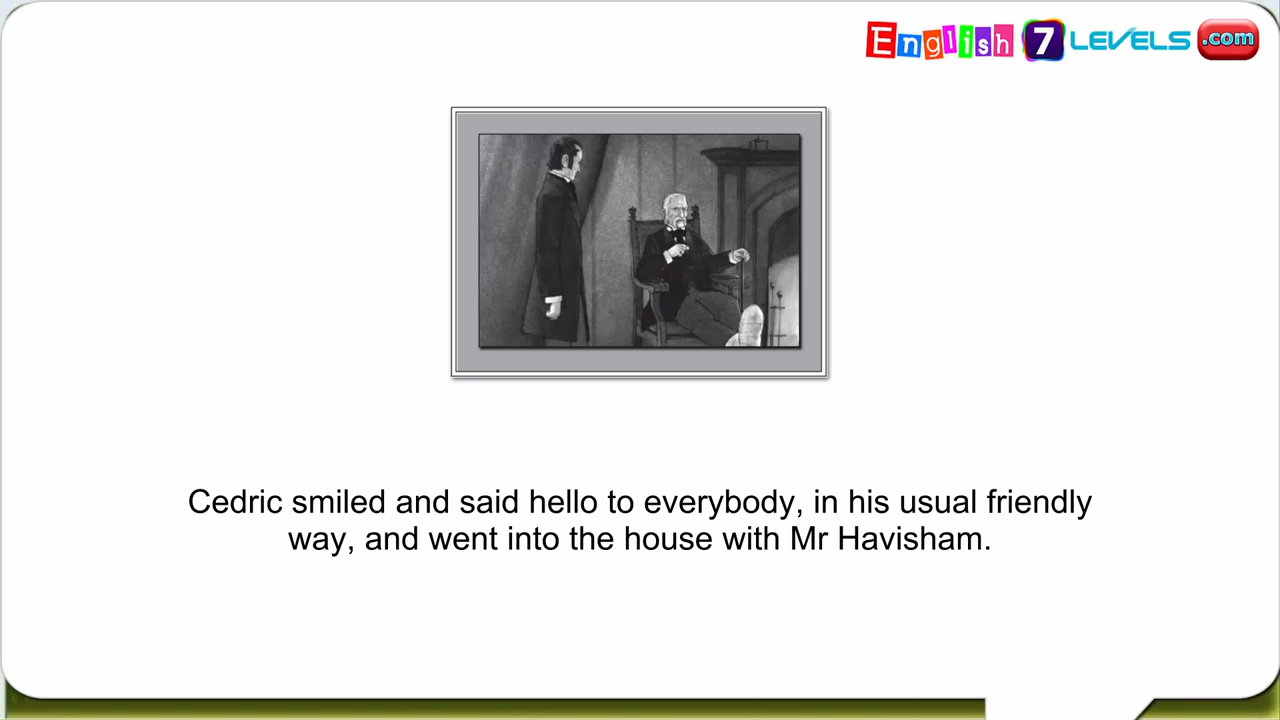 English 7 LEVELS .com
Cedric smiled and said hello to everybody, in his usual friendly
way, and went into the house with Mr Havisham.